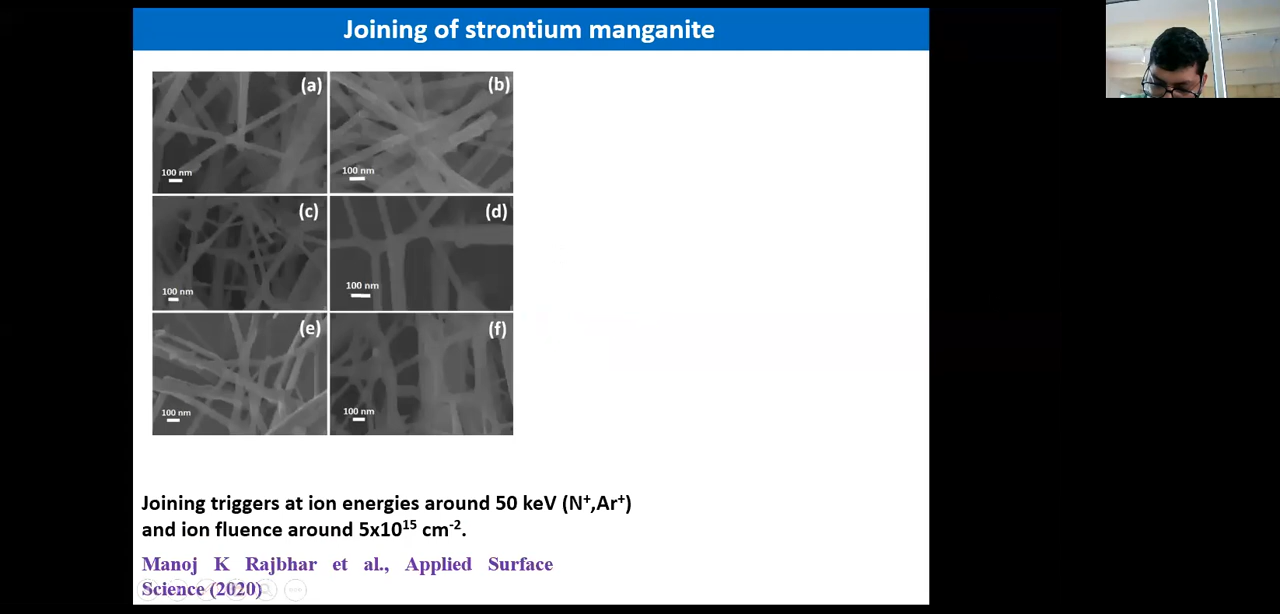 Joining of strontium manganite
(a)
100 nm
(b)
100 nm
(c)
100 nm
(d)
100 nm
(e)
100 nm
(f)
100 nm
Joining triggers at ion energies around 50 keV (N⁺,Ar⁺)
and ion fluence around 5x10¹⁵ cm⁻².
Manoj K Rajbhar et al., Applied Surface
Science (2020)